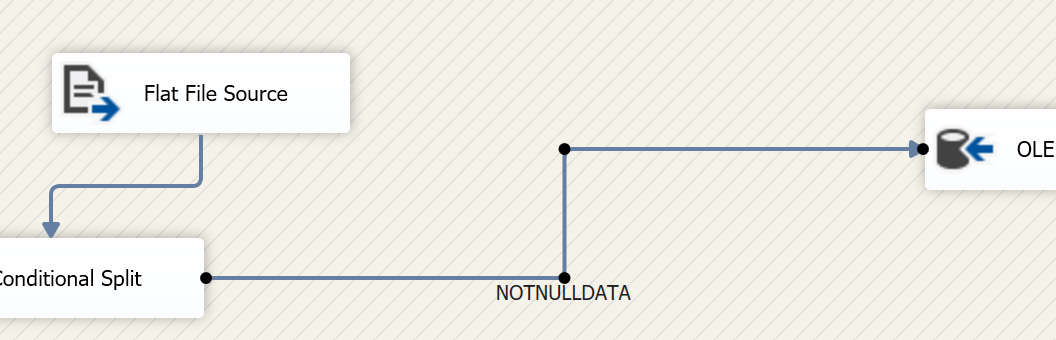 Flat File Source
OLE
Conditional Split
NOTNULLDATA